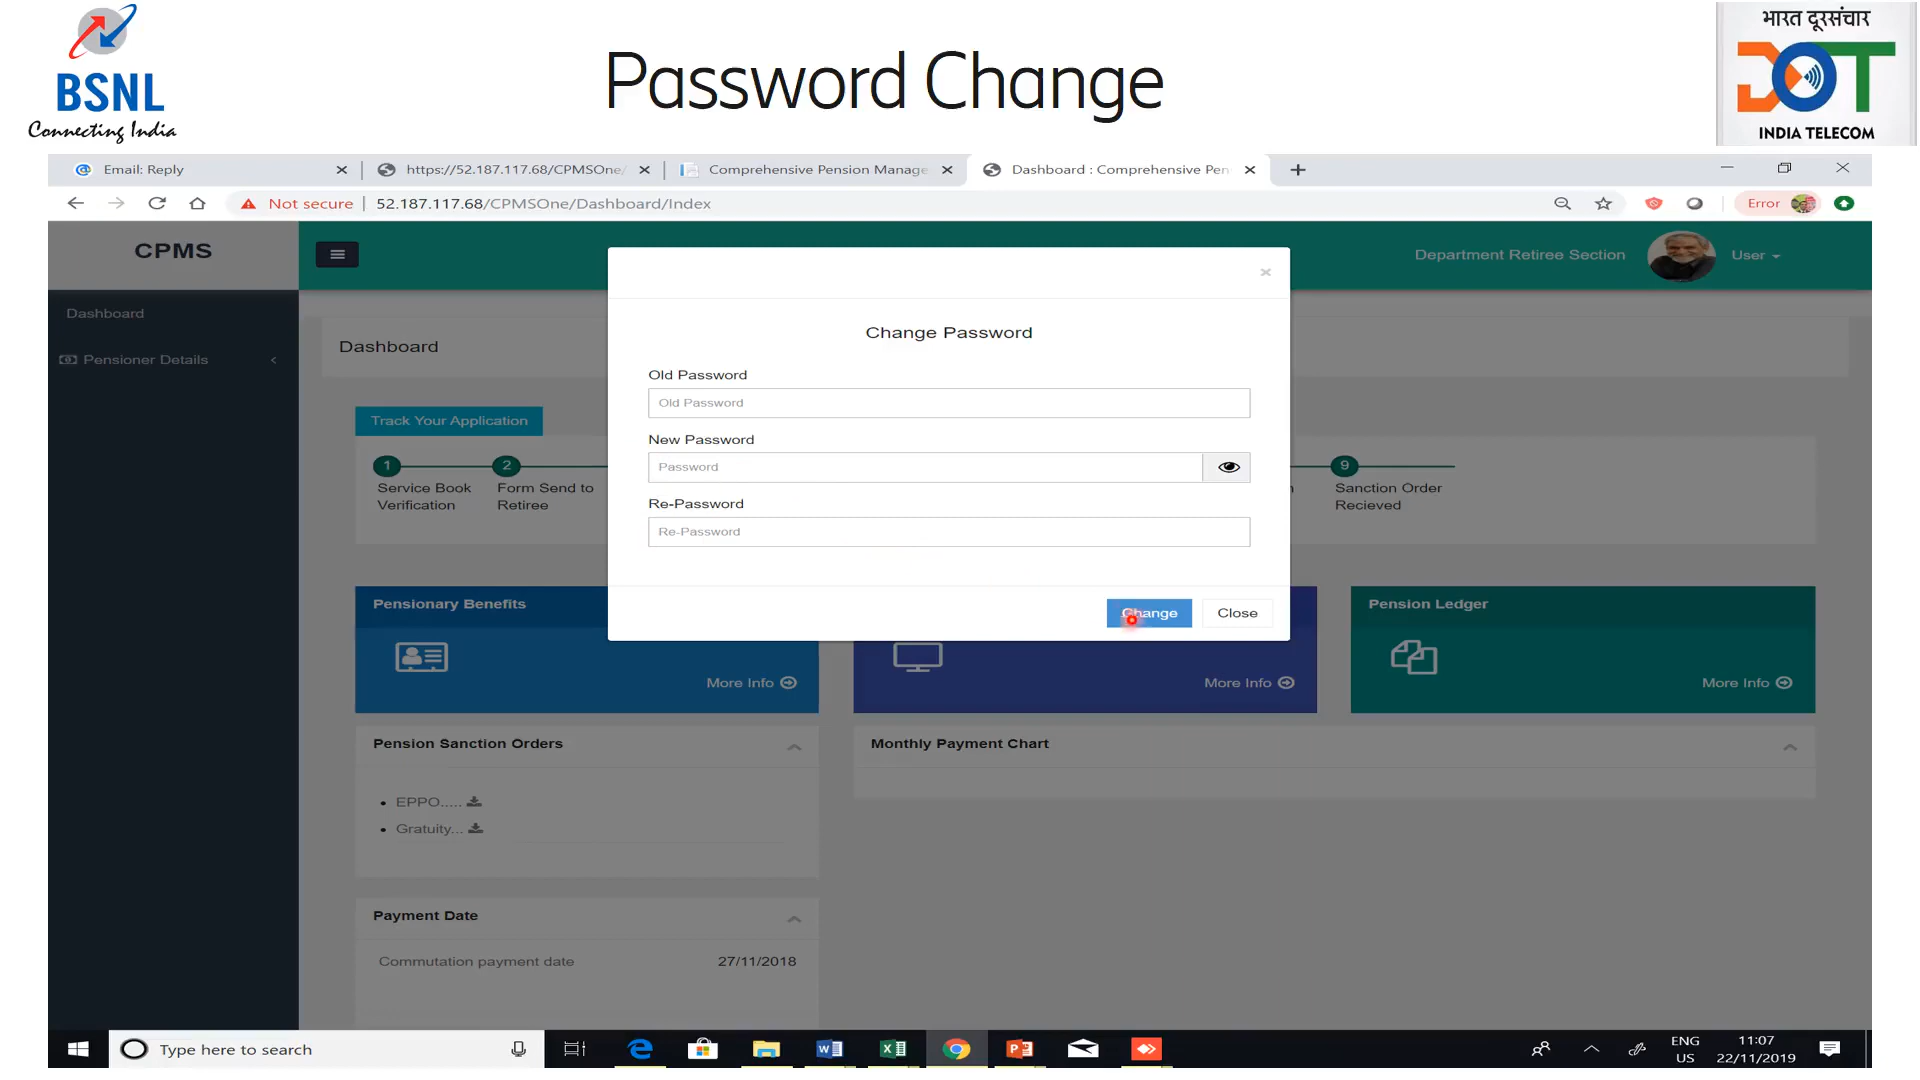 BSNL
Connecting India
Password Change
भारत दूरसंचार
DOT
INDIA TELECOM
Email: Reply
https://52.187.117.68/CPMSOne/
Comprehensive Pension Manage
Dashboard : Comprehensive Pen
Not secure
52.187.117.68/CPMSOne/Dashboard/Index
Error
CPMS
Department Retiree Section
User
Dashboard
Pensioner Details
Dashboard
Track Your Application
1
Service Book
Verification
2
Form Send to
Retiree
9
Sanction Order
Recieved
Change Password
Old Password
Old Password
New Password
Password
Re-Password
Re-Password
Change
Close
Pensionary Benefits
More Info
More Info
Pension Ledger
More Info
Pension Sanction Orders
EPPO.....
Gratuity...
Monthly Payment Chart
Payment Date
Commutation payment date
27/11/2018
Type here to search
ENG
US
11:07
22/11/2019